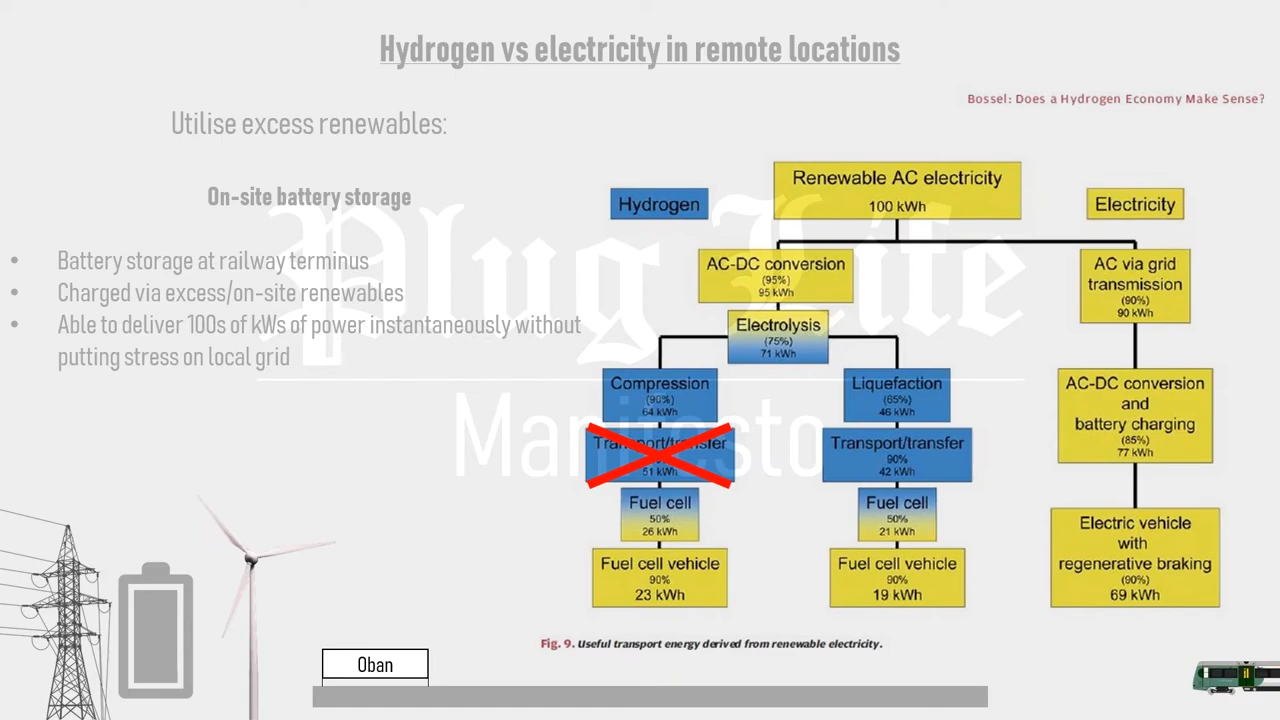 Hydrogen vs electricity in remote locations
Bossel: Does a Hydrogen Economy Make Sense?
Utilise excess renewables:
On-site battery storage
• Battery storage at railway terminus
• Charged via excess/on-site renewables
• Able to deliver 100s of kWs of power instantaneously without
putting stress on local grid
Plug Life
Manifesto
Hydrogen
Renewable AC electricity
100 kWh
Electricity
AC-DC conversion
(95%)
95 kWh
AC via grid
transmission
(90%)
90 kWh
Electrolysis
(75%)
71 kWh
Compression
(90%)
64 kWh
Liquefaction
(65%)
46 kWh
AC-DC conversion
and
battery charging
(85%)
77 kWh
Transport/transfer
51 kWh
Transport/transfer
90%
42 kWh
Fuel cell
50%
26 kWh
Fuel cell
50%
21 kWh
Electric vehicle
with
regenerative braking
(90%)
69 kWh
Fuel cell vehicle
90%
23 kWh
Fuel cell vehicle
90%
19 kWh
Fig. 9. Useful transport energy derived from renewable electricity.
Oban